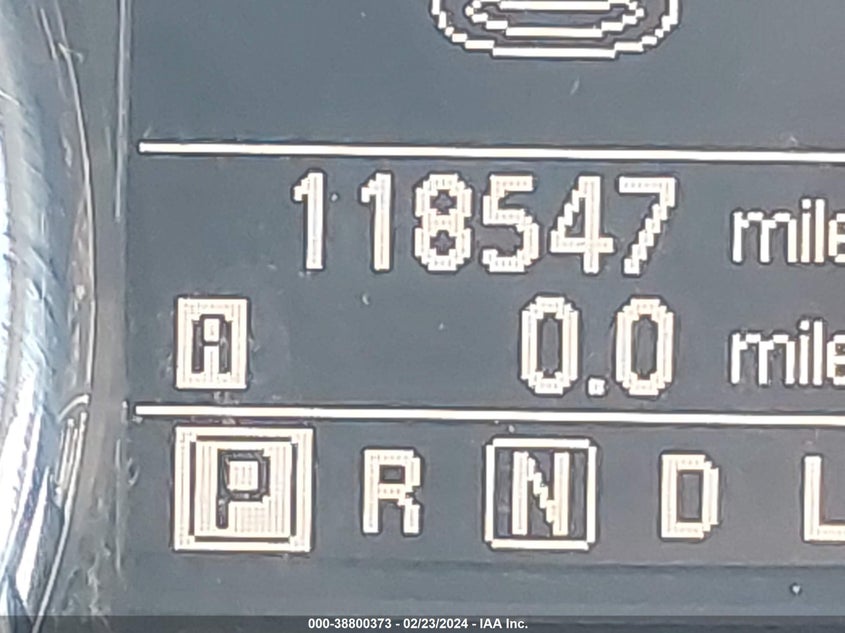 118547 mile
A 0.0 mile
P R N D L
000-38800373 - 02/23/2024 - IAA Inc.